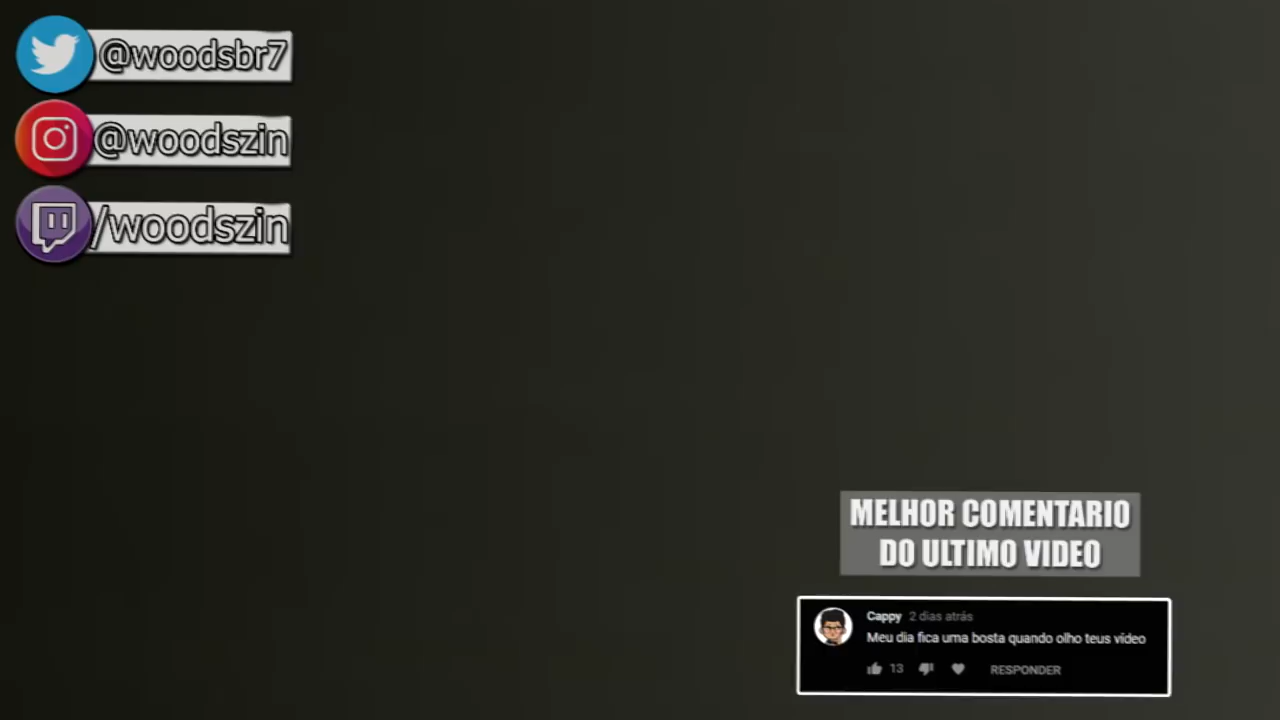 @woodsbr7
@woodszin
/woodszin
MELHOR COMENTARIO
DO ULTIMO VIDEO
Cappy 2 dias atrás
Meu dia fica uma bosta quando olho teus vídeo
13 RESPONDER